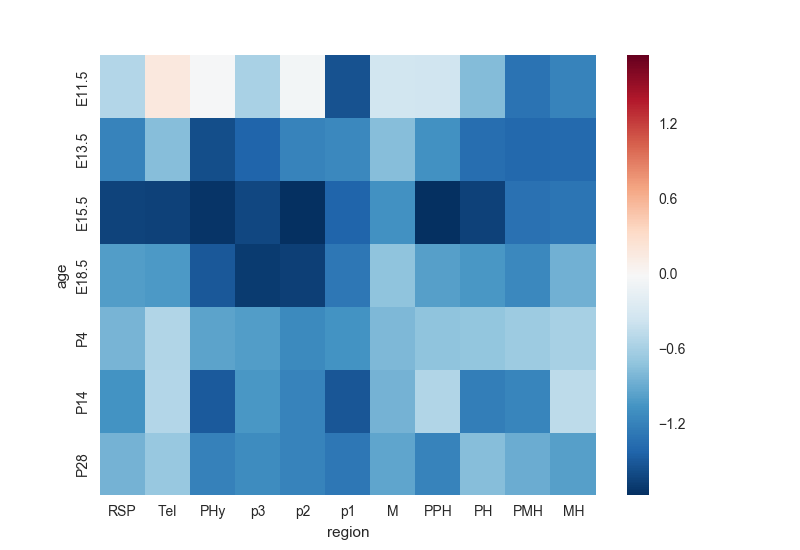 E11.5
E13.5
E15.5
E18.5
P4
P14
P28
age
RSP Tel PHy p3 p2 p1 M PPH PH PMH MH
region
1.2
0.6
0.0
−0.6
−1.2